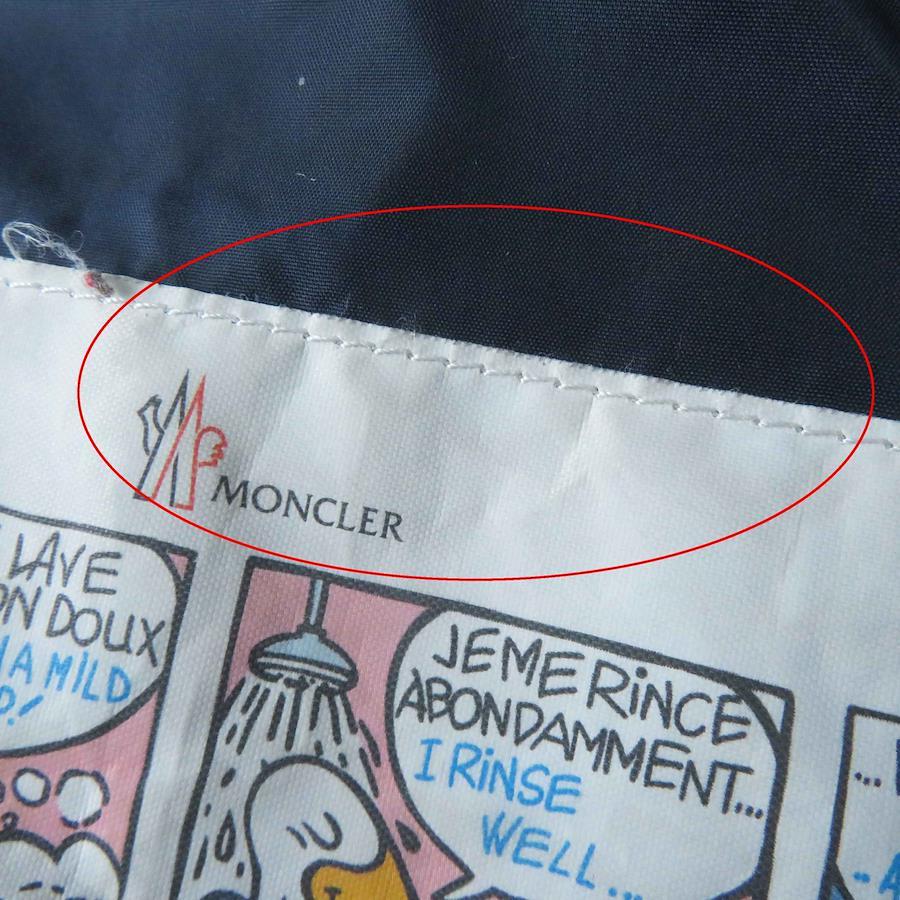 MONCLER
LAVE
DOUX
A MILD
JE ME RiNCE
ABONDAMMENT...
I RiNSE
WELL...